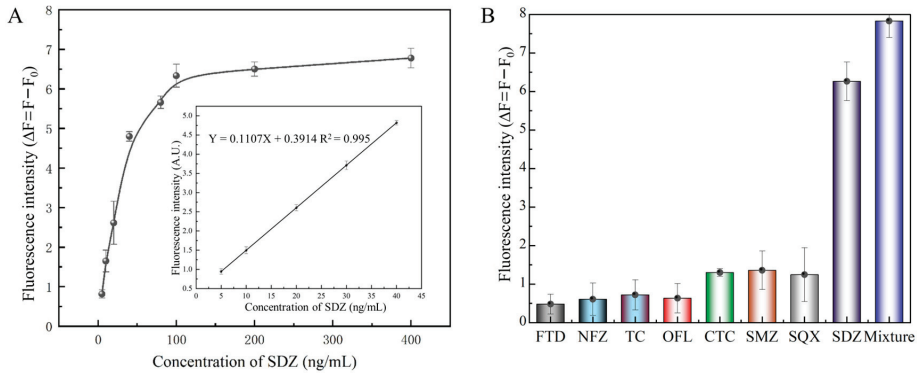 A
Fluorescence intensity (ΔF=F−F₀)
8
7
6
5
4
3
2
1
0
0 100 200 300 400
Concentration of SDZ (ng/mL)
Y = 0.1107X + 0.3914 R² = 0.995
Fluorescence intensity (A.U.)
5.0
4.5
4.0
3.5
3.0
2.5
2.0
1.5
1.0
0.5
0.0
0 5 10 15 20 25 30 35 40 45
Concentration of SDZ (ng/mL)
B
Fluorescence intensity (ΔF=F−F₀)
8
7
6
5
4
3
2
1
0
FTD NFZ TC OFL CTC SMZ SQX SDZ Mixture